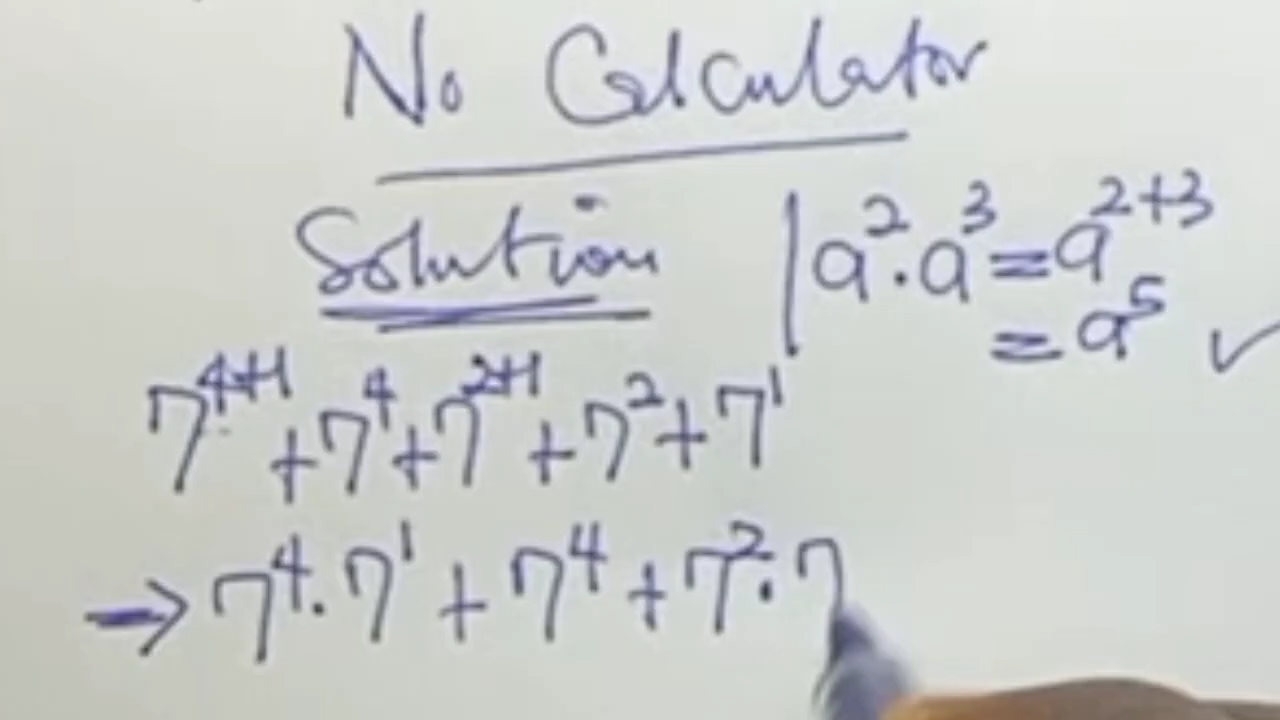 No Calculator
Solution
a².a³=a²⁺³
=a⁵ ✓
7⁴⁺¹+7⁴+7²⁺¹+7²+7¹
→7⁴.7¹+7⁴+7².7